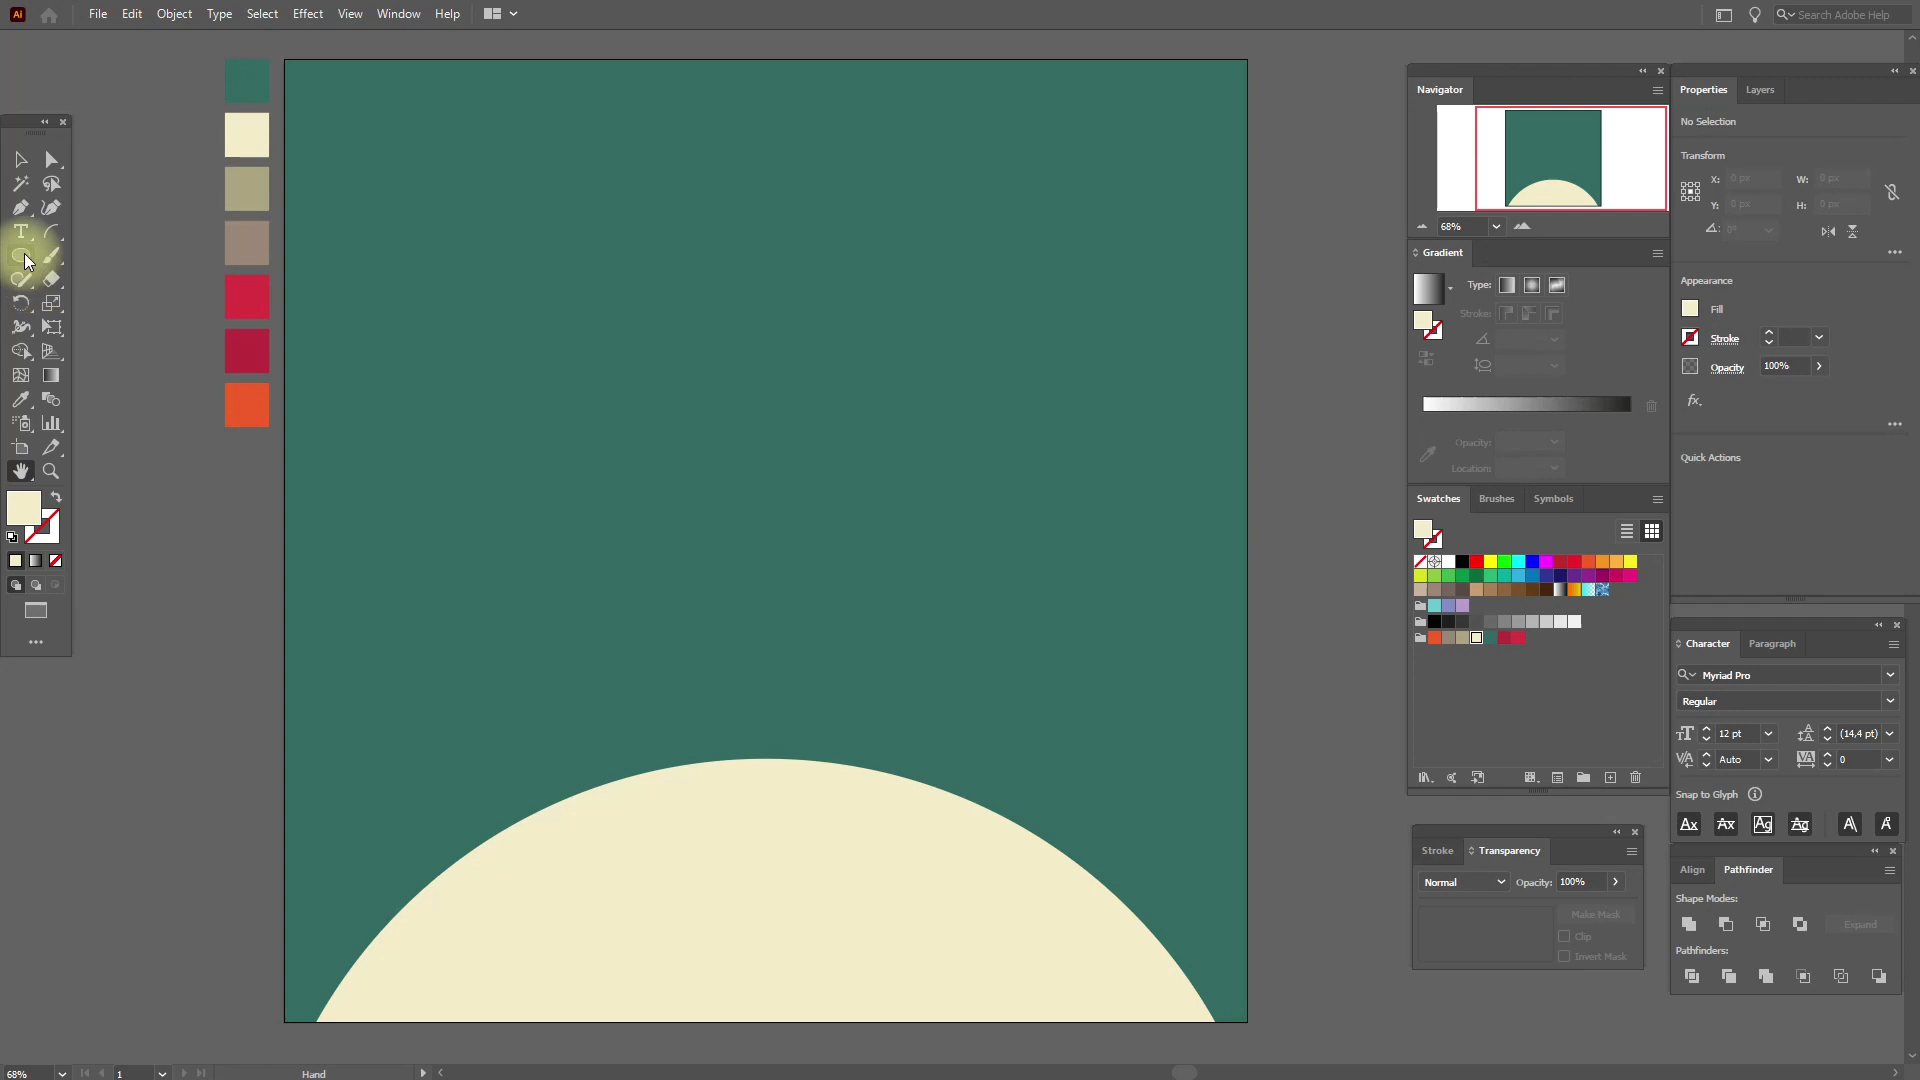 Ai File Edit Object Type Select Effect View Window Help Search Adobe Help
Navigator
68%
Gradient
Type:
Stroke:
Opacity:
Location:
Swatches Brushes Symbols
Stroke Transparency
Normal Opacity: 100%
Make Mask
Clip
Invert Mask
Properties Layers
No Selection
Transform
X: 0 px W: 0 px
Y: 0 px H: 0 px
0°
Appearance
Fill
Stroke
Opacity 100%
fx.
Quick Actions
Character Paragraph
Myriad Pro
Regular
12 pt (14,4 pt)
Auto 0
Snap to Glyph
Align Pathfinder
Shape Modes:
Expand
Pathfinders:
68% 1 Hand